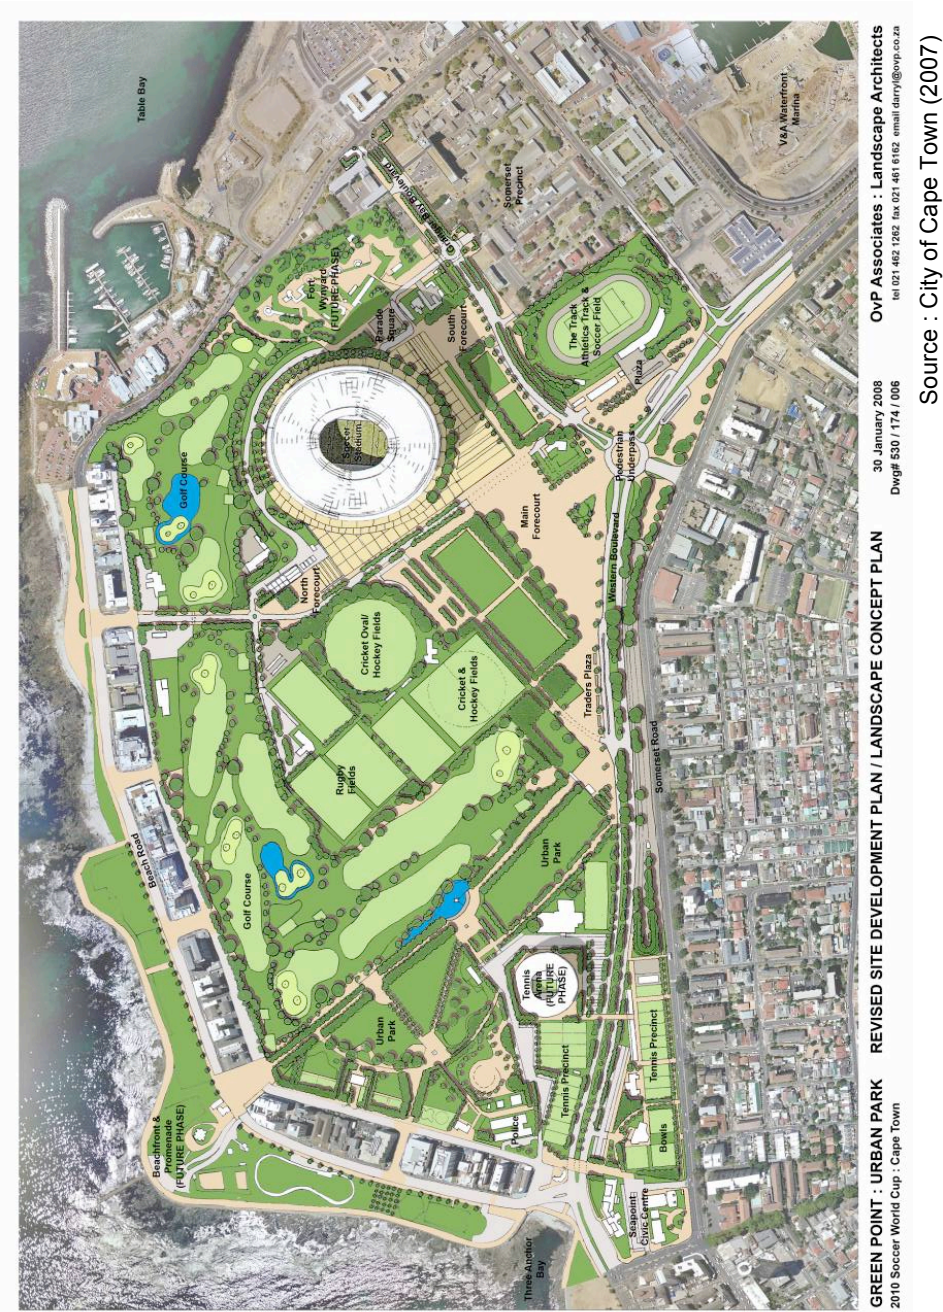 Table Bay
V&A Waterfront
Marina
Granger Bay Boulevard
Somerset
Precinct
Fort
Wynyard
(FUTURE PHASE)
Parade
Square
South
Forecourt
The Track
Athletics Track &
Soccer Field
Plaza
Soccer
Stadium
Golf Course
Pedestrian
Underpass
Main
Forecourt
Western Boulevard
North
Forecourt
Cricket Oval/
Hockey Fields
Cricket &
Hockey Fields
Traders Plaza
Rugby
Fields
Somerset Road
Beach Road
Golf Course
Urban
Park
Urban
Park
Tennis
Arena
(FUTURE
PHASE)
Tennis Precinct
Tennis Precinct
Police
Bowls
Beachfront &
Promenade
(FUTURE PHASE)
Seapoint
Civic Centre
Three Anchor
Bay
GREEN POINT : URBAN PARK
2010 Soccer World Cup : Cape Town
REVISED SITE DEVELOPMENT PLAN / LANDSCAPE CONCEPT PLAN
30 January 2008
Dwg# 530 / 174 / 006
OvP Associates : Landscape Architects
tel 021 462 1262 fax 021 461 6162 email darryl@ovp.co.za
Source : City of Cape Town (2007)